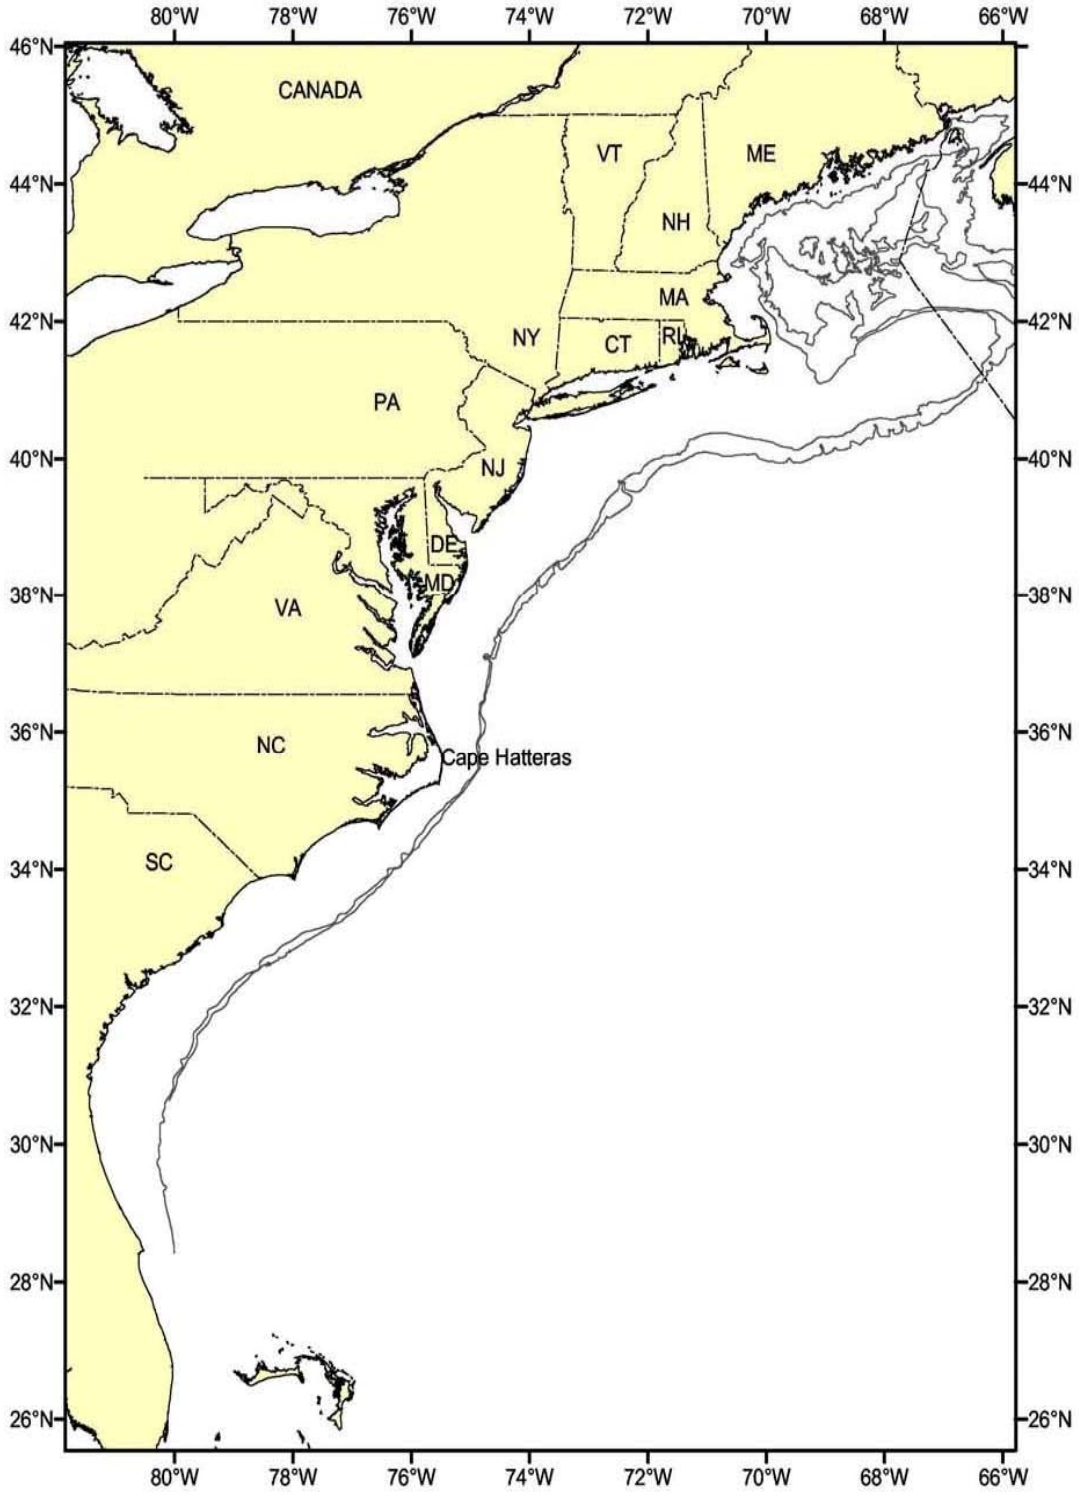 80°W 78°W 76°W 74°W 72°W 70°W 68°W 66°W
46°N
CANADA
VT ME
44°N 44°N
NH
MA
42°N 42°N
NY CT RI
PA
40°N 40°N
NJ
DE
MD
38°N 38°N
VA
36°N 36°N
NC
Cape Hatteras
34°N 34°N
SC
32°N 32°N
30°N 30°N
28°N 28°N
26°N 26°N
80°W 78°W 76°W 74°W 72°W 70°W 68°W 66°W